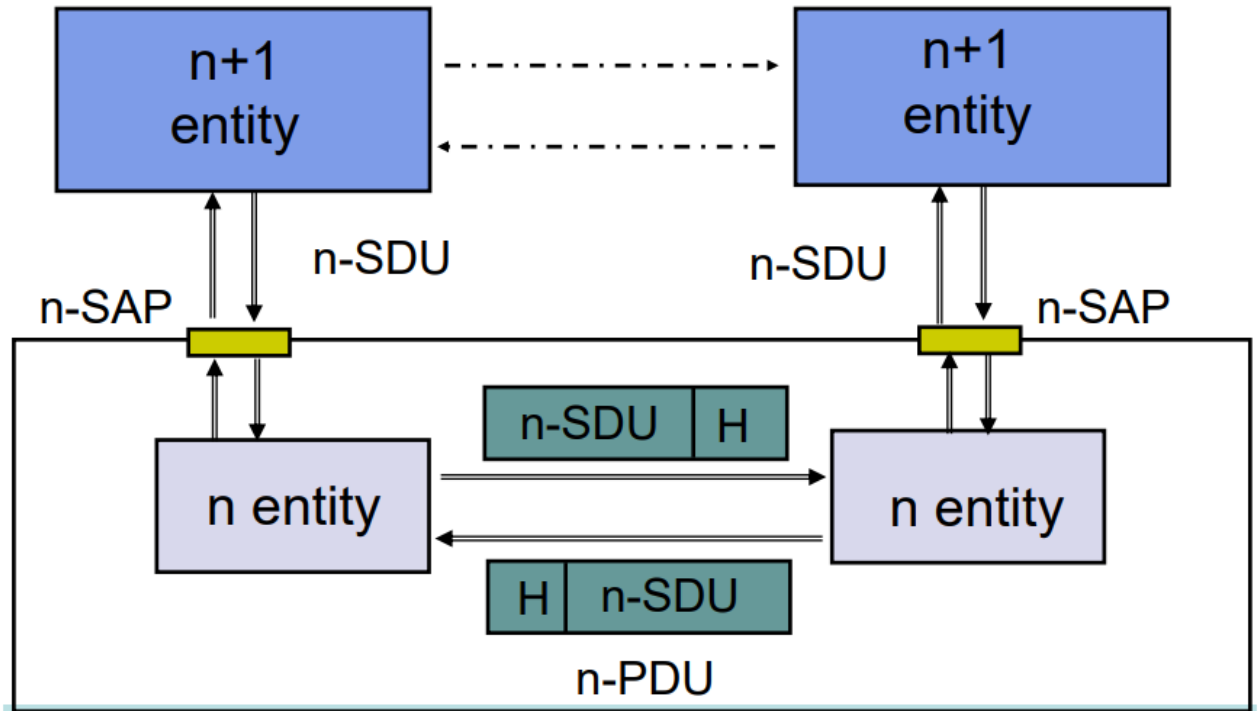 n+1
entity
n+1
entity
n-SDU
n-SDU
n-SAP
n-SAP
n-SDU H
n entity
n entity
H n-SDU
n-PDU